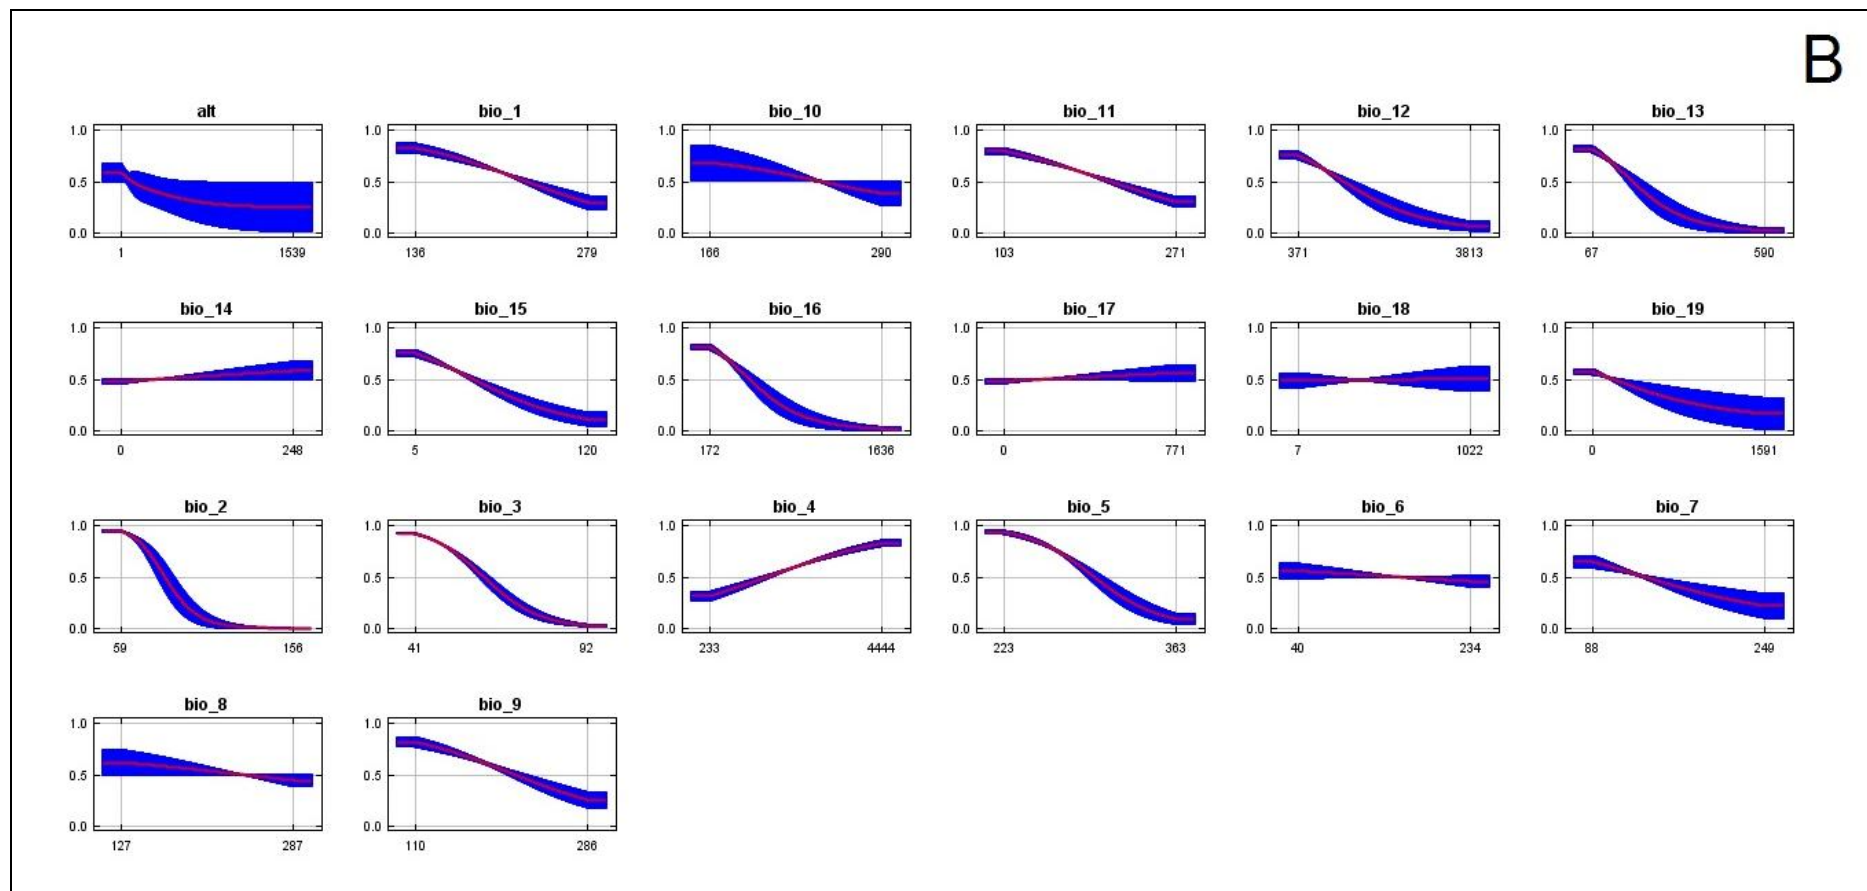 B
alt bio_1 bio_10 bio_11 bio_12 bio_13
1.0 1.0 1.0 1.0 1.0 1.0
0.5 0.5 0.5 0.5 0.5 0.5
0.0 0.0 0.0 0.0 0.0 0.0
1 1539 136 279 166 290 103 271 371 3813 67 590
bio_14 bio_15 bio_16 bio_17 bio_18 bio_19
1.0 1.0 1.0 1.0 1.0 1.0
0.5 0.5 0.5 0.5 0.5 0.5
0.0 0.0 0.0 0.0 0.0 0.0
0 248 5 120 172 1636 0 771 7 1022 0 1591
bio_2 bio_3 bio_4 bio_5 bio_6 bio_7
1.0 1.0 1.0 1.0 1.0 1.0
0.5 0.5 0.5 0.5 0.5 0.5
0.0 0.0 0.0 0.0 0.0 0.0
59 156 41 92 233 4444 223 363 40 234 88 249
bio_8 bio_9
1.0 1.0
0.5 0.5
0.0 0.0
127 287 110 286